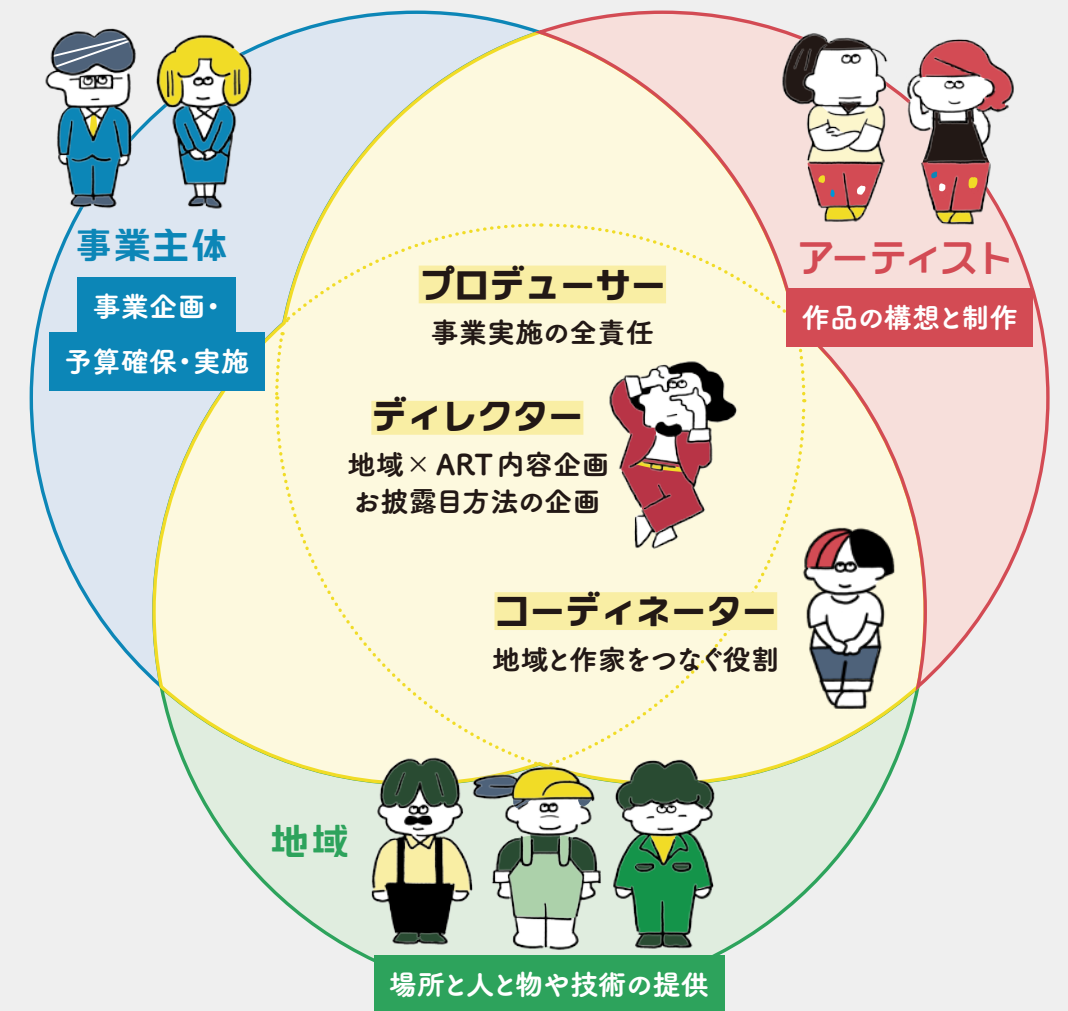 事業主体
事業企画・
予算確保・実施
アーティスト
作品の構想と制作
プロデューサー
事業実施の全責任
ディレクター
地域×ART内容企画
お披露目方法の企画
コーディネーター
地域と作家をつなぐ役割
地域
場所と人と物や技術の提供